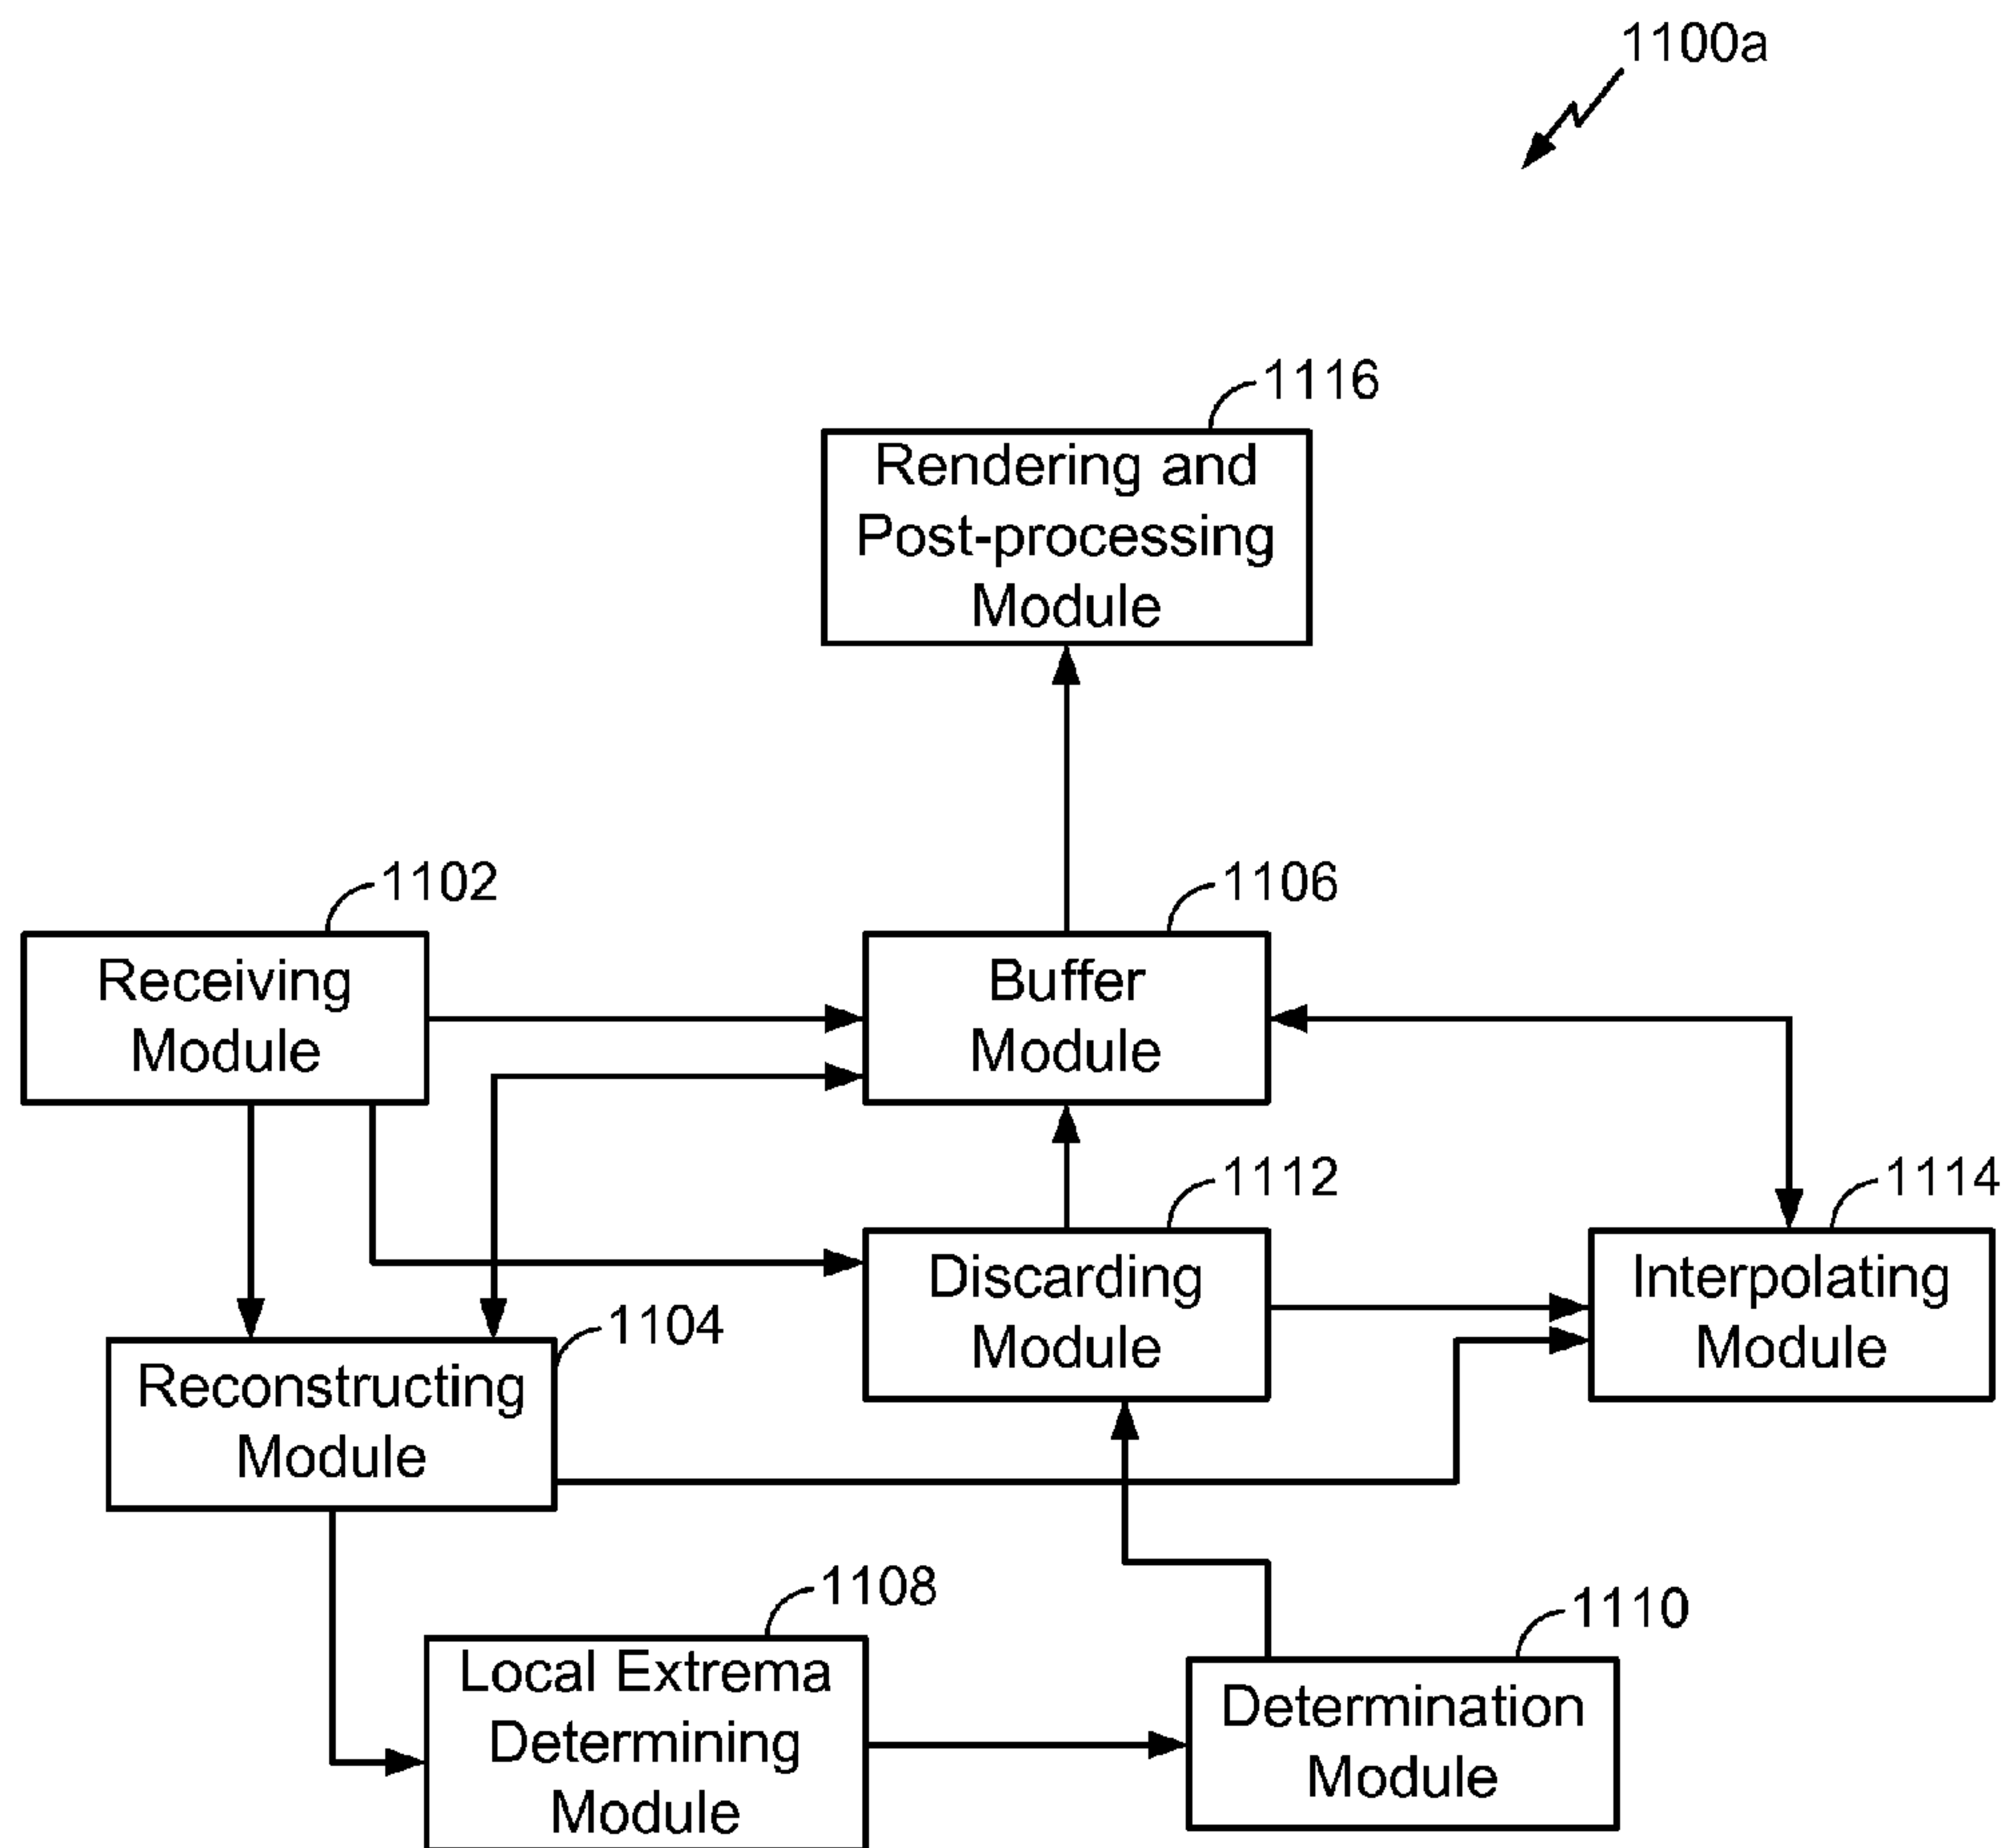 1100a
1116
Rendering and
Post-processing
Module
1102
Receiving
Module
1106
Buffer
Module
1112
Discarding
Module
1114
Interpolating
Module
1104
Reconstructing
Module
1108
Local Extrema
Determining
Module
1110
Determination
Module